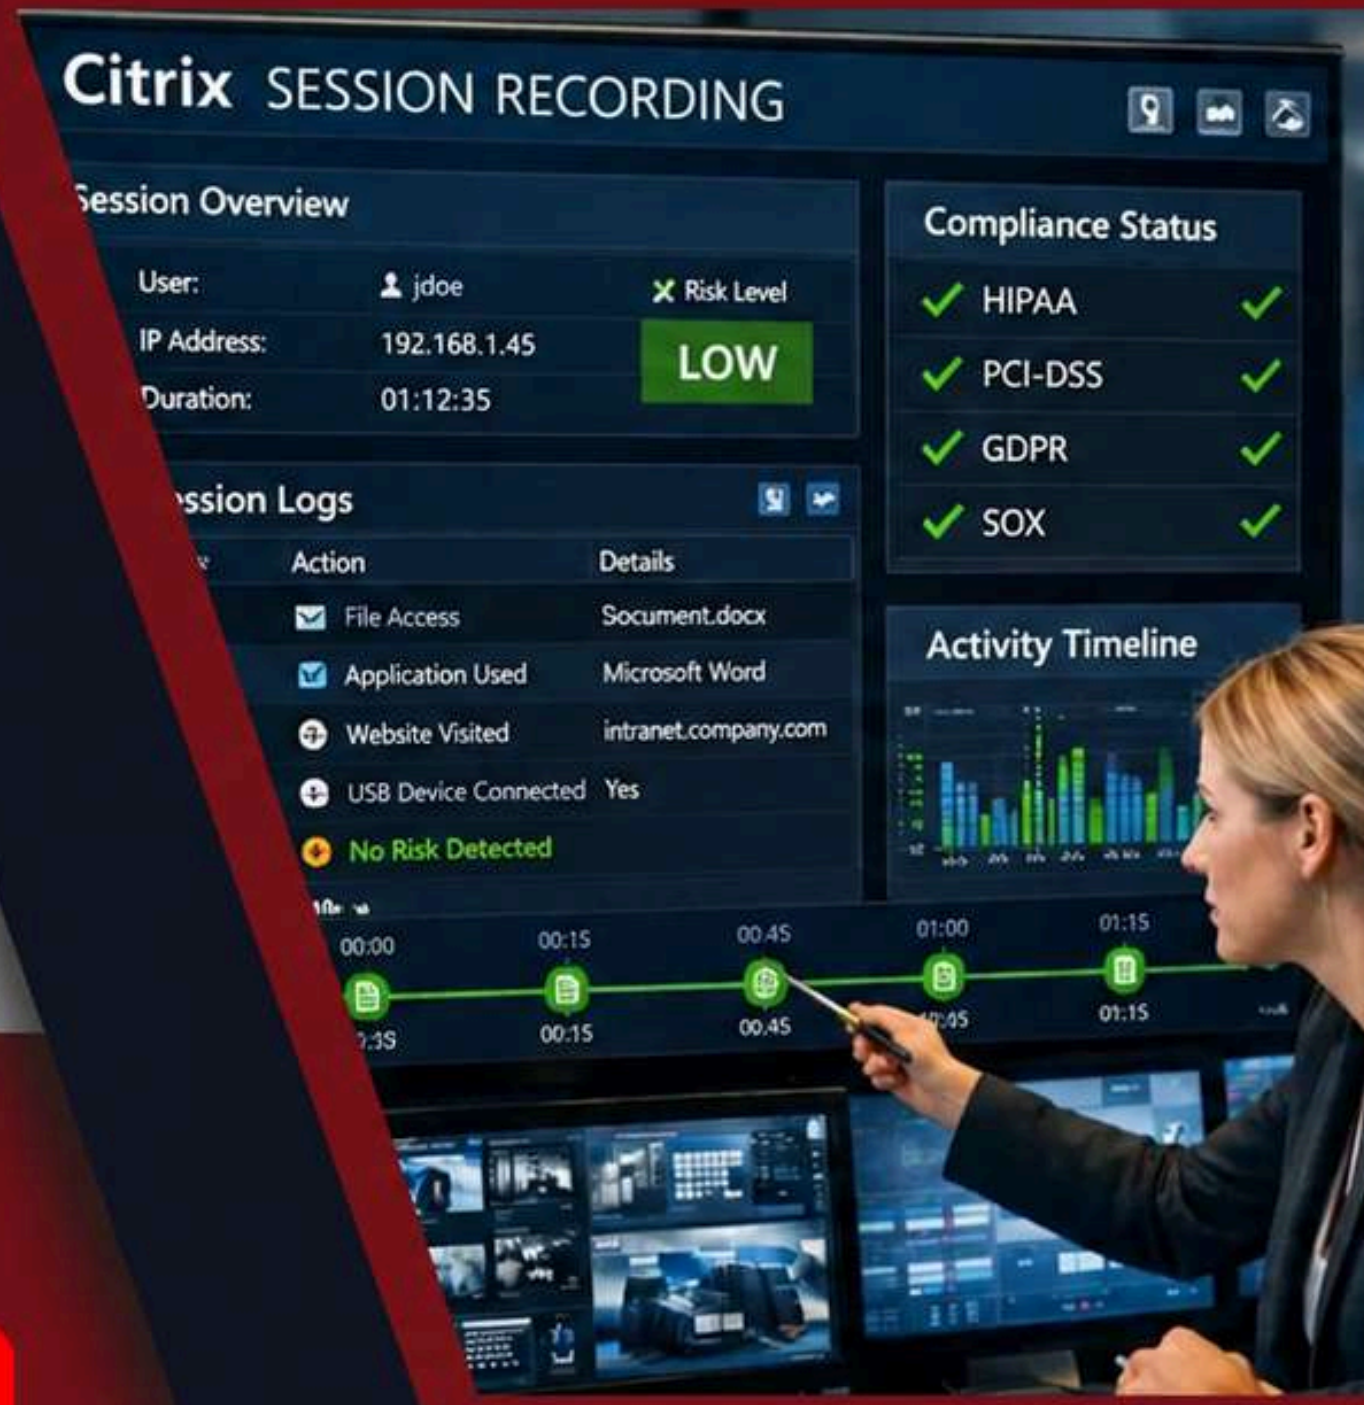 Citrix SESSION RECORDING
Session Overview
User: jdoe
IP Address: 192.168.1.45
Duration: 01:12:35
Risk Level
LOW
Compliance Status
HIPAA
PCI-DSS
GDPR
SOX
ession Logs
Action Details
File Access Socument.docx
Application Used Microsoft Word
Website Visited intranet.company.com
USB Device Connected Yes
No Risk Detected
Activity Timeline
00:00 00:15 00.45 01:00 01:15
00:15 00.45 01:15